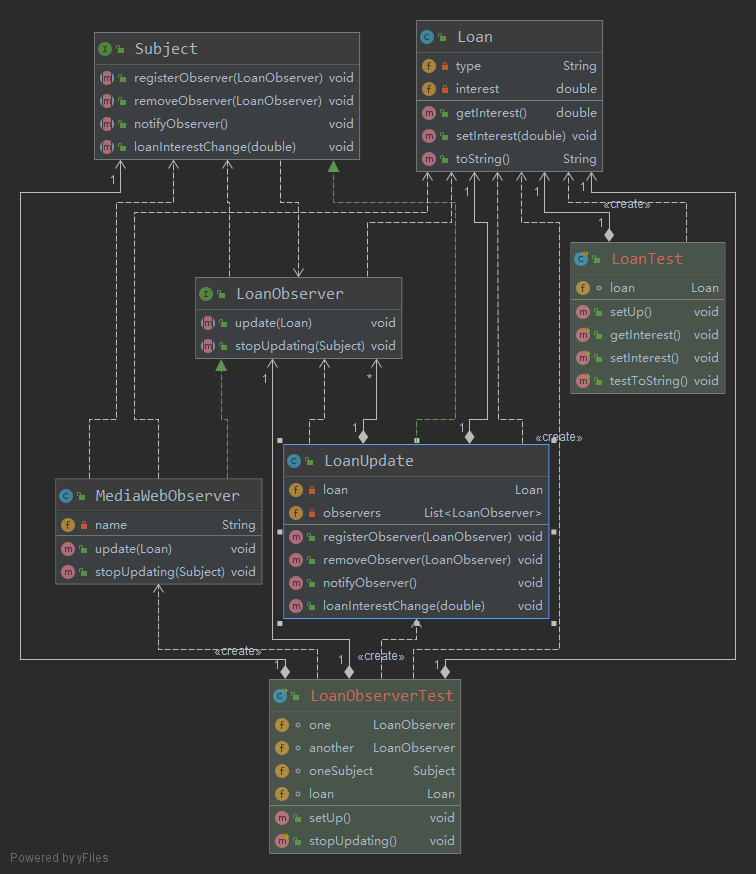 Subject
registerObserver(LoanObserver) void
removeObserver(LoanObserver) void
notifyObserver() void
loanInterestChange(double) void
Loan
type String
interest double
getInterest() double
setInterest(double) void
toString() String
1
1
1
1
«create»
1
LoanTest
loan Loan
setUp() void
getInterest() void
setInterest() void
testToString() void
LoanObserver
update(Loan) void
stopUpdating(Subject) void
1
*
1
1
«create»
MediaWebObserver
name String
update(Loan) void
stopUpdating(Subject) void
LoanUpdate
loan Loan
observers List<LoanObserver>
registerObserver(LoanObserver) void
removeObserver(LoanObserver) void
notifyObserver() void
loanInterestChange(double) void
«create»
«create»
1
1
1
LoanObserverTest
one LoanObserver
another LoanObserver
oneSubject Subject
loan Loan
setUp() void
stopUpdating() void
Powered by yFiles